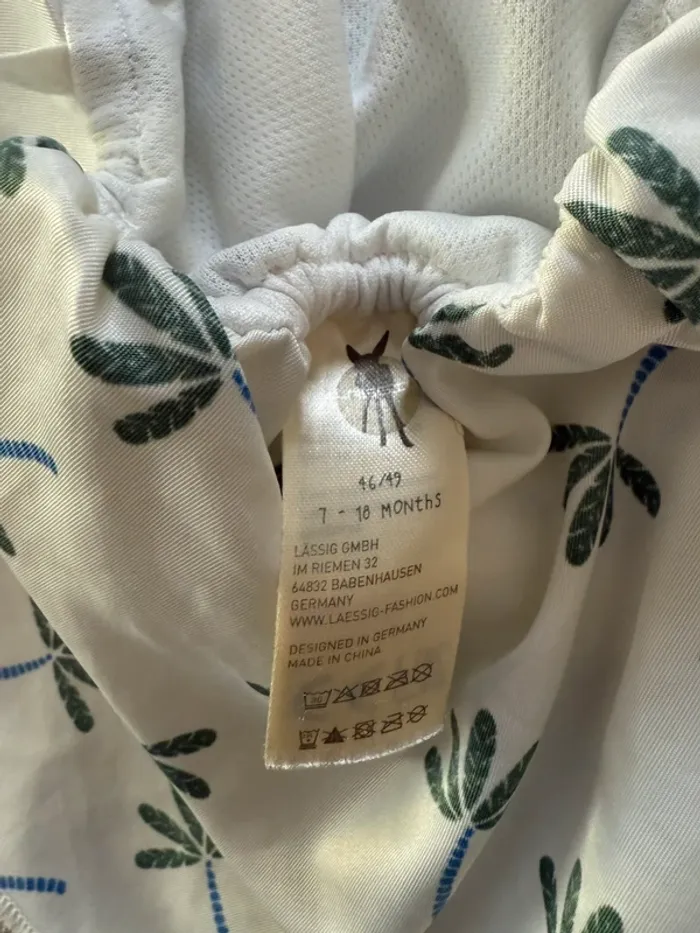 46/49
7 - 18 MONthS
LÄSSIG GMBH
IM RIEMEN 32
64832 BABENHAUSEN
GERMANY
WWW.LAESSIG-FASHION.COM
DESIGNED IN GERMANY
MADE IN CHINA